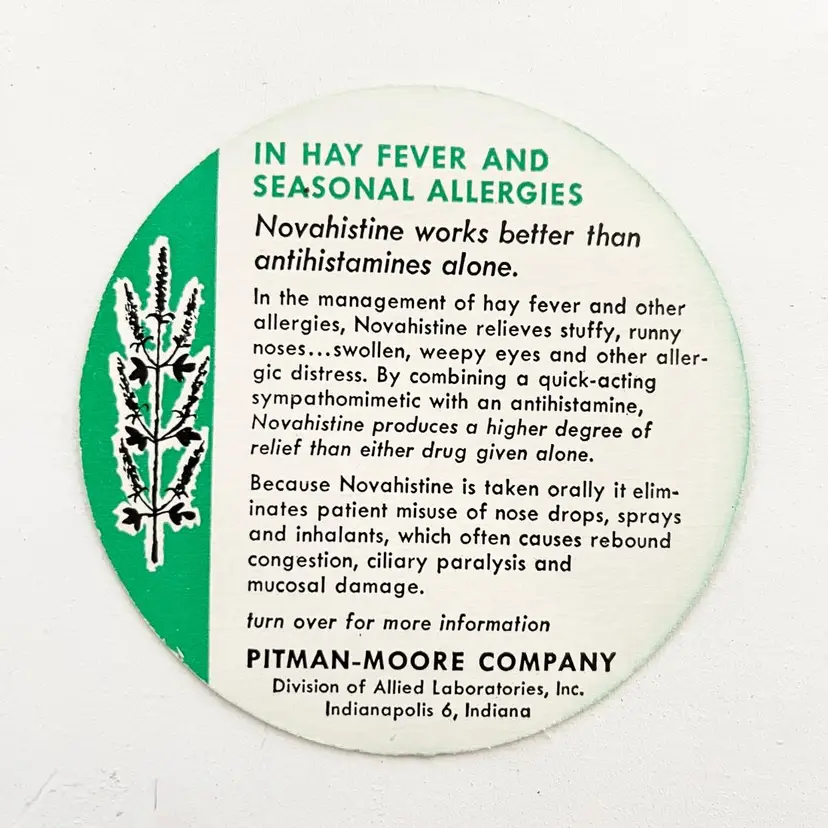 IN HAY FEVER AND
SEASONAL ALLERGIES
Novahistine works better than
antihistamines alone.
In the management of hay fever and other
allergies, Novahistine relieves stuffy, runny
noses...swollen, weepy eyes and other aller-
gic distress. By combining a quick-acting
sympathomimetic with an antihistamine,
Novahistine produces a higher degree of
relief than either drug given alone.
Because Novahistine is taken orally it elim-
inates patient misuse of nose drops, sprays
and inhalants, which often causes rebound
congestion, ciliary paralysis and
mucosal damage.
turn over for more information
PITMAN-MOORE COMPANY
Division of Allied Laboratories, Inc.
Indianapolis 6, Indiana